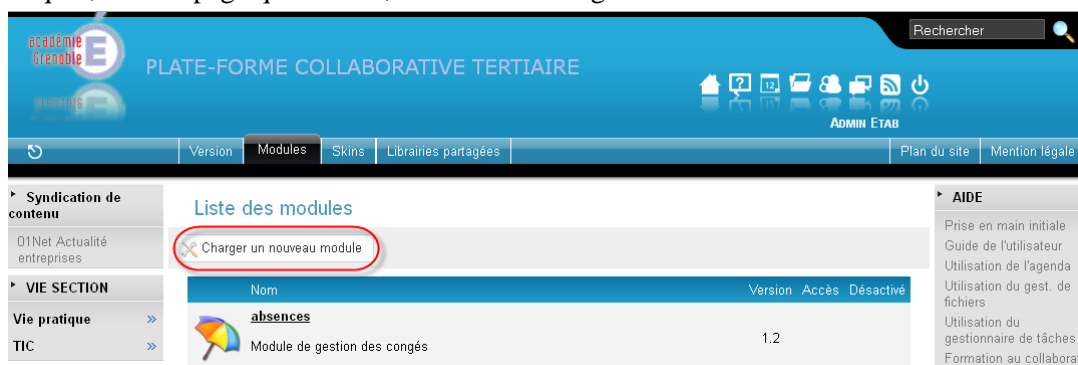 académie
Grenoble
Rechercher
PLATE-FORME COLLABORATIVE TERTIAIRE
ADMIN ETAB
Version
Modules
Skins
Librairies partagées
Plan du site
Mention légale
Syndication de
contenu
01Net Actualité
entreprises
VIE SECTION
Vie pratique »
TIC »
Liste des modules
Charger un nouveau module
Nom Version Accès Désactivé
absences
Module de gestion des congés
1.2
AIDE
Prise en main initiale
Guide de l'utilisateur
Utilisation de l'agenda
Utilisation du gest. de
fichiers
Utilisation du
gestionnaire de tâches
Formation au collabora